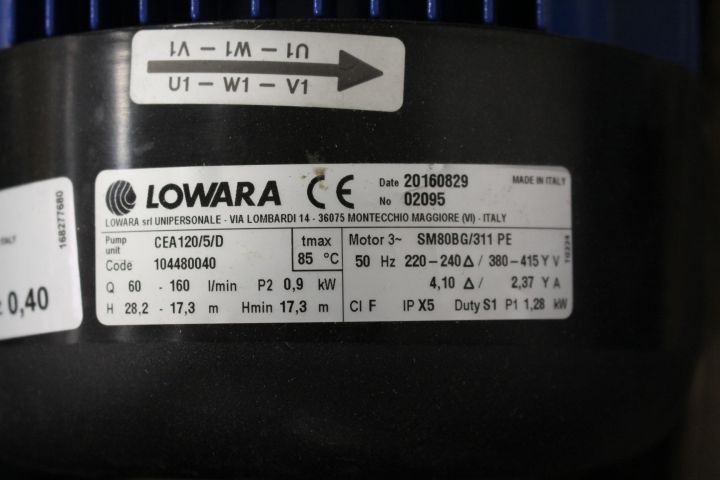 V1 - W1 - U1
U1 - W1 - V1
LOWARA CE Date 20160829 MADE IN ITALY
No 02095
LOWARA srl UNIPERSONALE - VIA LOMBARDI 14 - 36075 MONTECCHIO MAGGIORE (VI) - ITALY
Pump unit CEA120/5/D
Code 104480040
tmax
85 °C
Q 60 - 160 l/min P2 0,9 kW
H 28,2 - 17,3 m Hmin 17,3 m
Motor 3~ SM80BG/311 PE
50 Hz 220-240 Δ / 380-415 Y V
4,10 Δ / 2,37 Y A
Cl F IP X5 Duty S1 P1 1,28 kW
168277680
ITALY
0,40